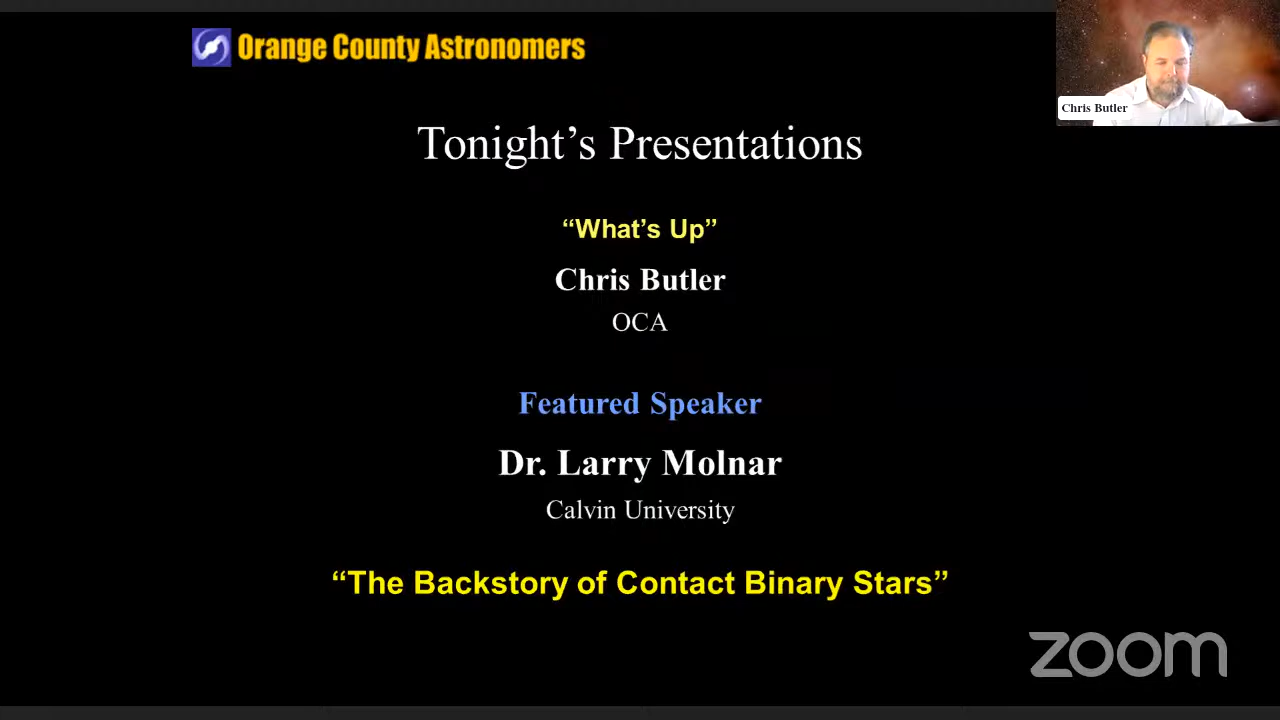 Orange County Astronomers
Chris Butler
Tonight’s Presentations
“What’s Up”
Chris Butler
OCA
Featured Speaker
Dr. Larry Molnar
Calvin University
“The Backstory of Contact Binary Stars”
zoom